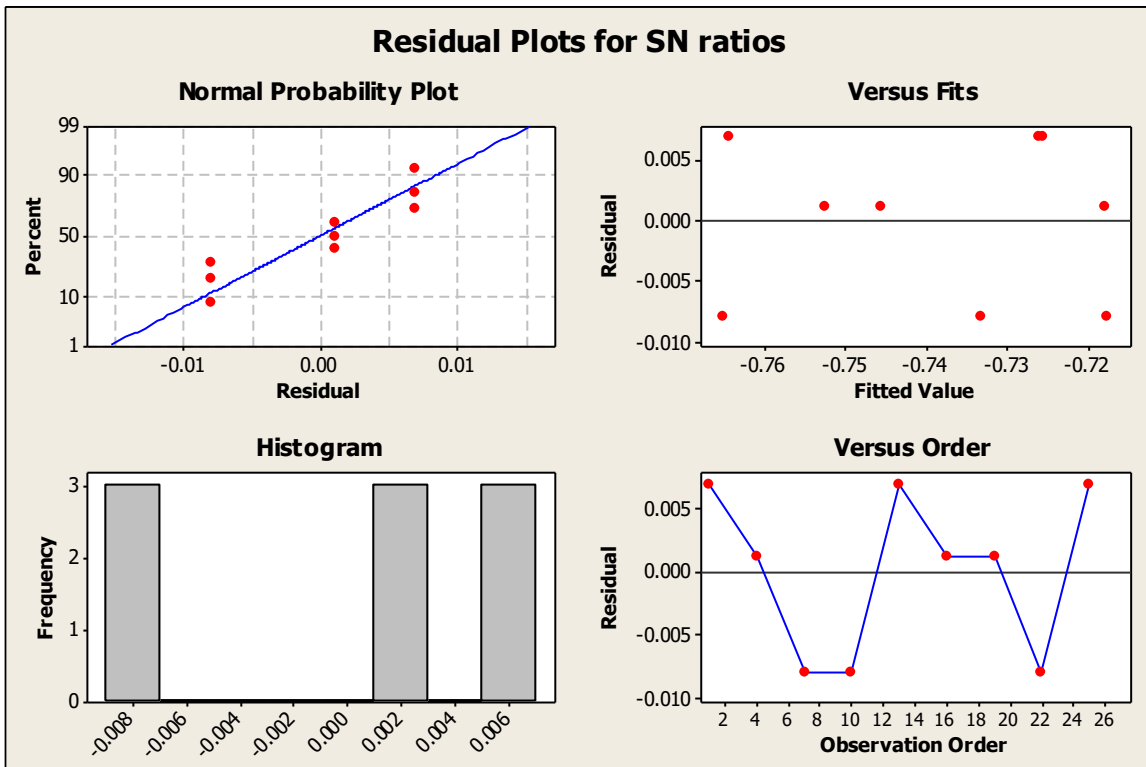 Residual Plots for SN ratios
Normal Probability Plot
99
90
50
10
1
Percent
-0.01 0.00 0.01
Residual
Versus Fits
0.005
0.000
-0.005
-0.010
Residual
-0.76 -0.75 -0.74 -0.73 -0.72
Fitted Value
Histogram
3
2
1
0
Frequency
-0.008 -0.006 -0.004 -0.002 0.000 0.002 0.004 0.006
Versus Order
0.005
0.000
-0.005
-0.010
Residual
2 4 6 8 10 12 14 16 18 20 22 24 26
Observation Order